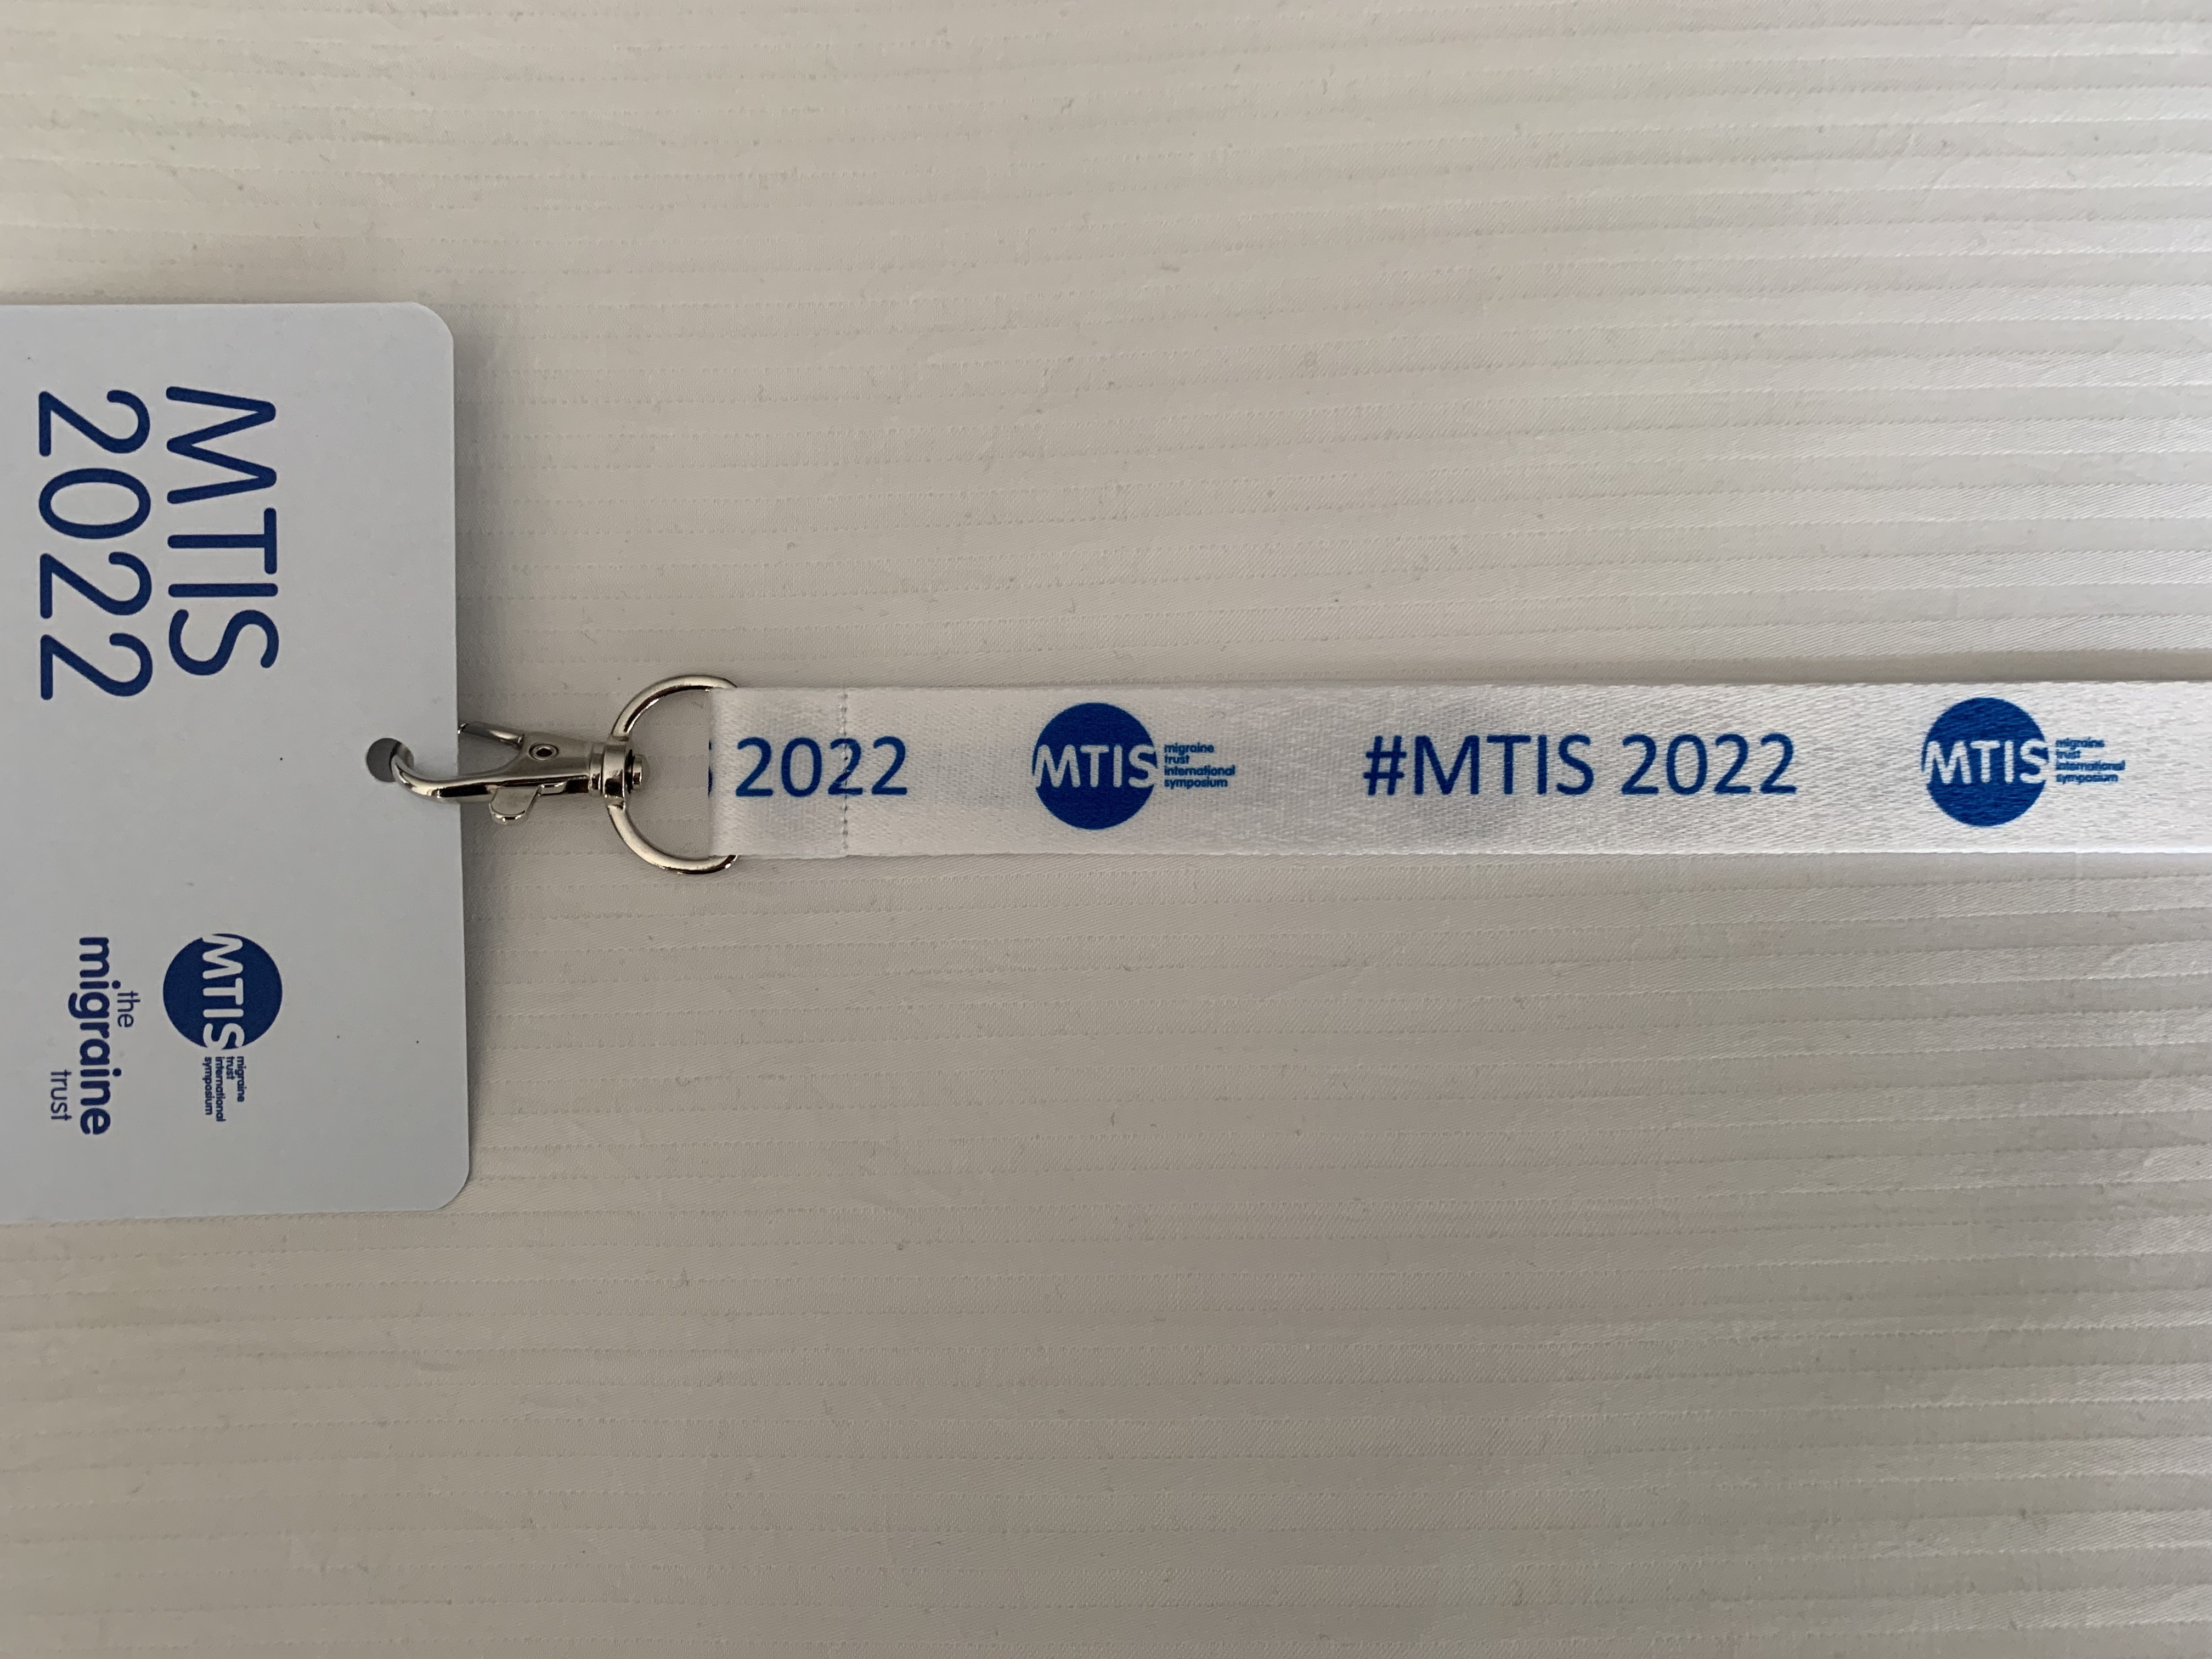 MTIS
2022
MTIS
migraine
trust
international
symposium
the
migraine
trust
2022
MTIS
migraine
trust
international
symposium
#MTIS 2022
MTIS
migraine
trust
international
symposium